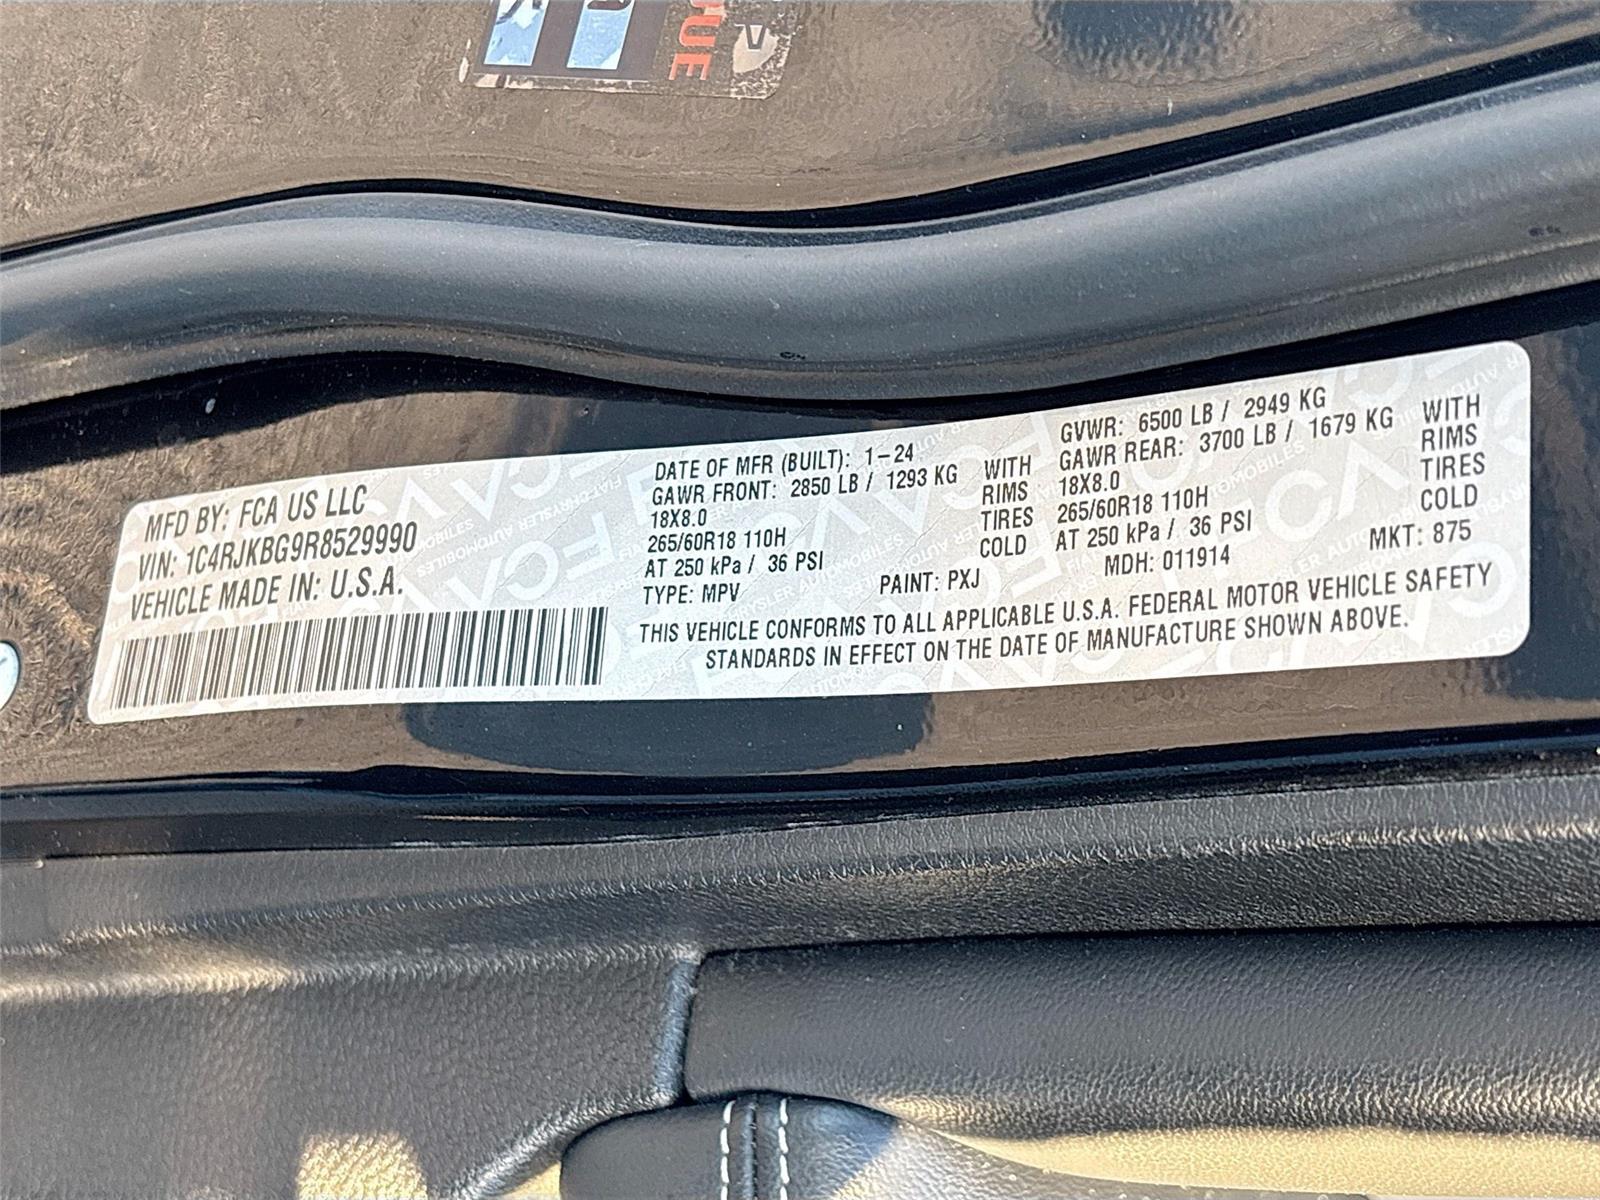 QUE
MFD BY: FCA US LLC
VIN: 1C4RJKBG9R8529990
VEHICLE MADE IN: U.S.A.
DATE OF MFR (BUILT): 1-24
GAWR FRONT: 2850 LB / 1293 KG WITH
18X8.0 RIMS
265/60R18 110H TIRES
AT 250 kPa / 36 PSI COLD
TYPE: MPV PAINT: PXJ
GVWR: 6500 LB / 2949 KG
GAWR REAR: 3700 LB / 1679 KG WITH
18X8.0 RIMS
265/60R18 110H TIRES
AT 250 kPa / 36 PSI COLD
MDH: 011914 MKT: 875
THIS VEHICLE CONFORMS TO ALL APPLICABLE U.S.A. FEDERAL MOTOR VEHICLE SAFETY
STANDARDS IN EFFECT ON THE DATE OF MANUFACTURE SHOWN ABOVE.